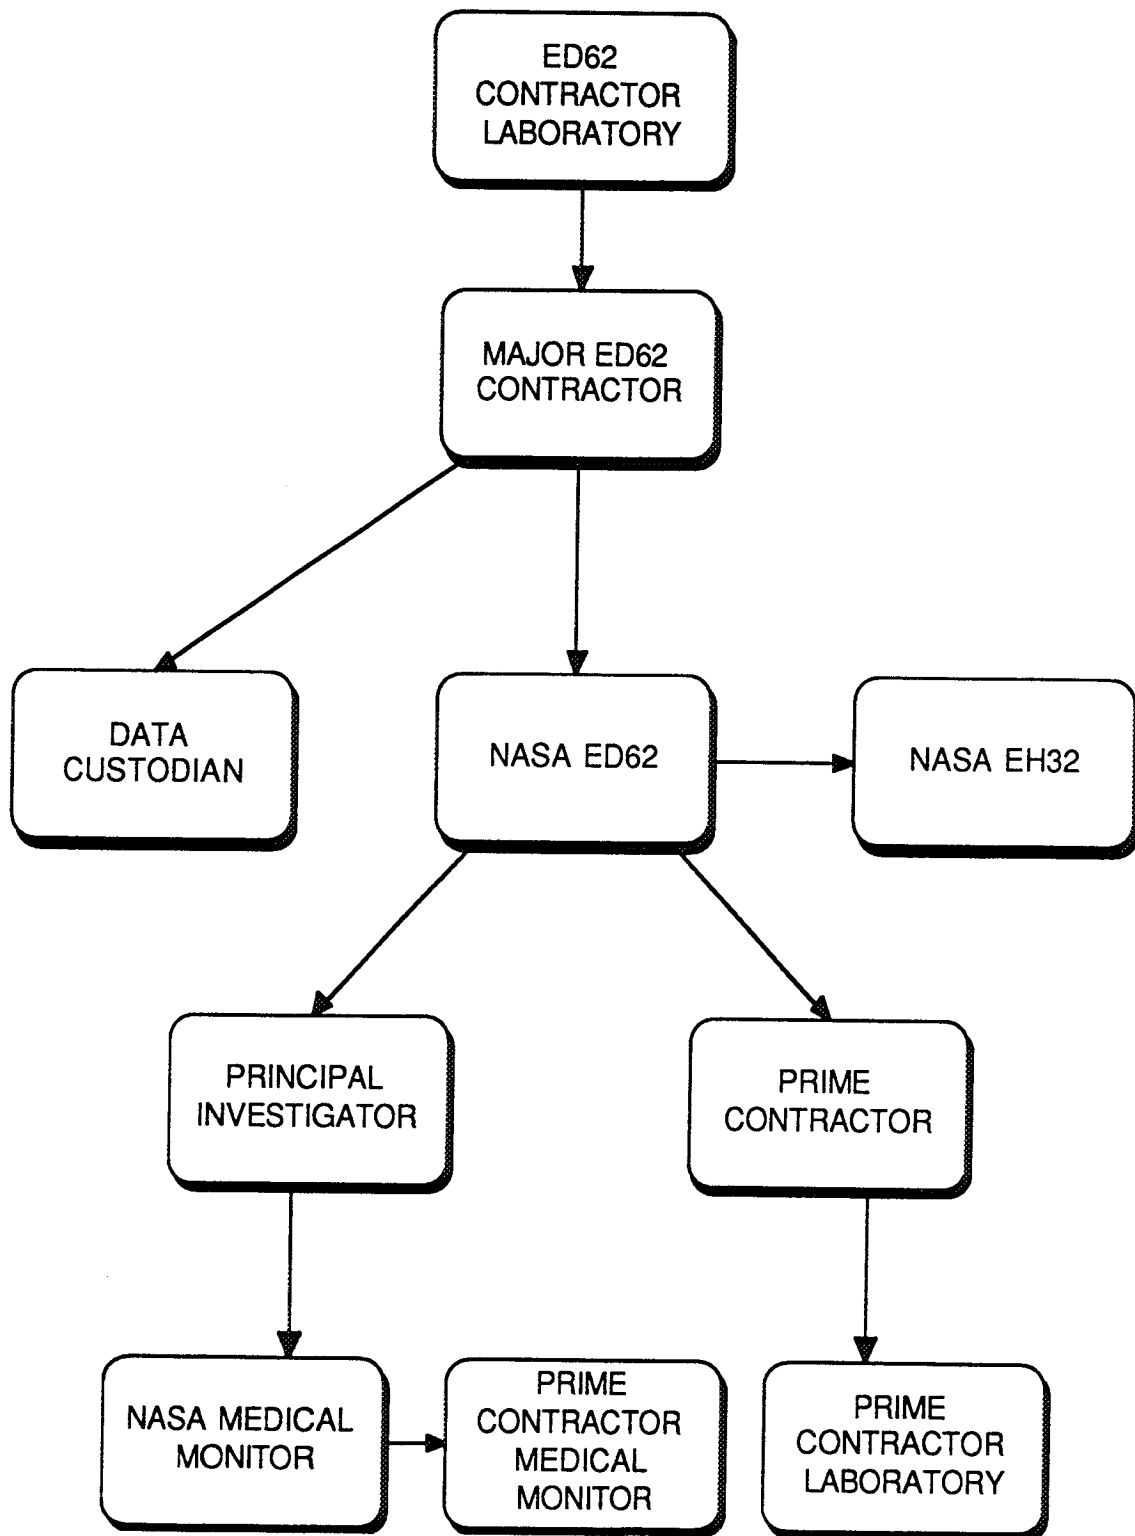 ED62
CONTRACTOR
LABORATORY
MAJOR ED62
CONTRACTOR
DATA
CUSTODIAN
NASA ED62
NASA EH32
PRINCIPAL
INVESTIGATOR
PRIME
CONTRACTOR
NASA MEDICAL
MONITOR
PRIME
CONTRACTOR
MEDICAL
MONITOR
PRIME
CONTRACTOR
LABORATORY